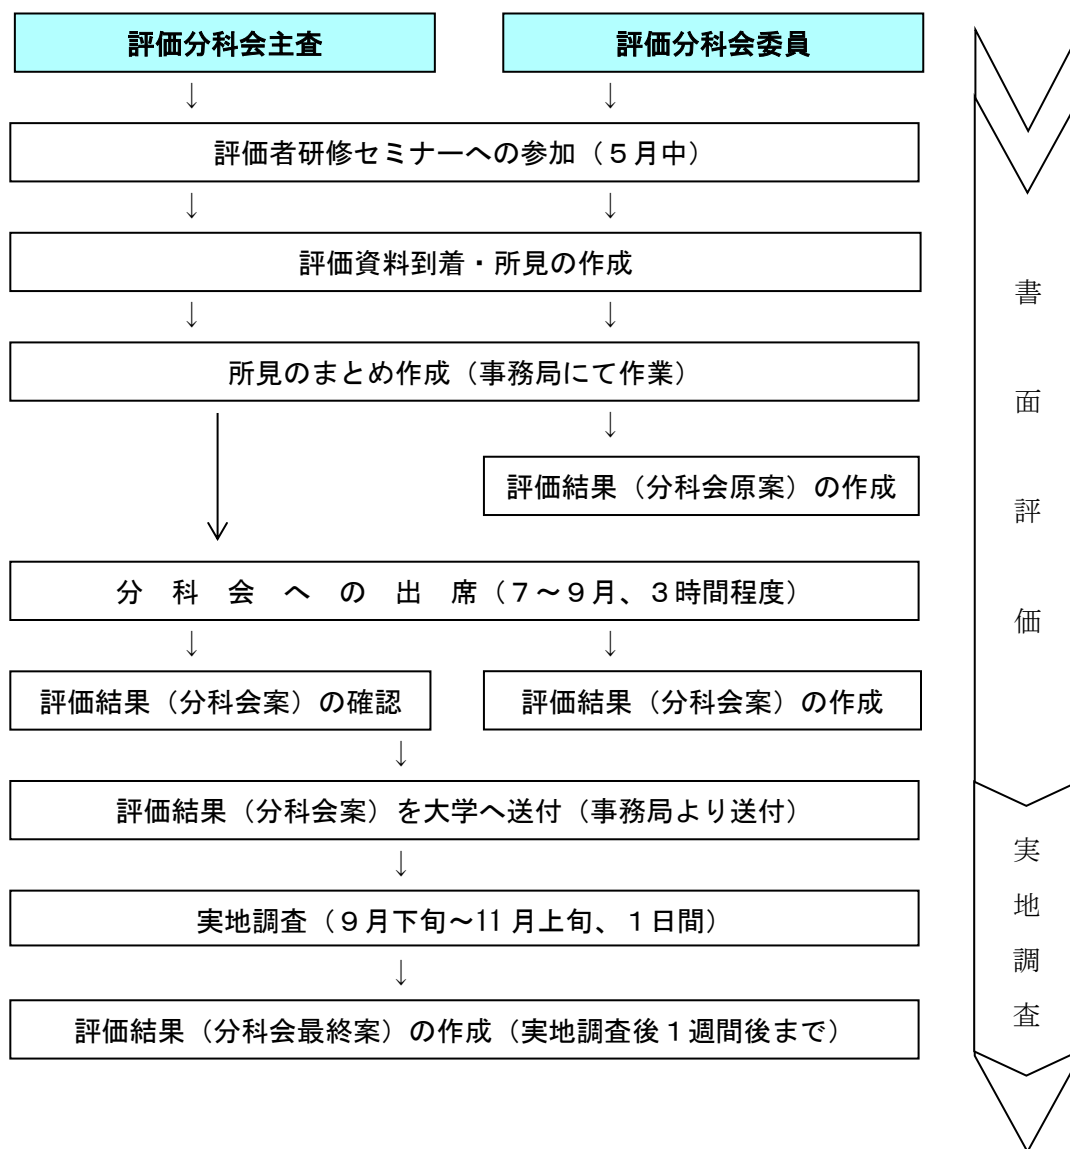 評価分科会主査
評価分科会委員
↓
↓
評価者研修セミナーへの参加（５月中）
↓
↓
評価資料到着・所見の作成
↓
↓
所見のまとめ作成（事務局にて作業）
↓
↓
評価結果（分科会原案）の作成
分　科　会　へ　の　出　席（７～９月、３時間程度）
↓
↓
評価結果（分科会案）の確認
評価結果（分科会案）の作成
↓
評価結果（分科会案）を大学へ送付（事務局より送付）
↓
実地調査（９月下旬～11月上旬、１日間）
↓
評価結果（分科会最終案）の作成（実地調査後１週間後まで）
書面評価
実地調査